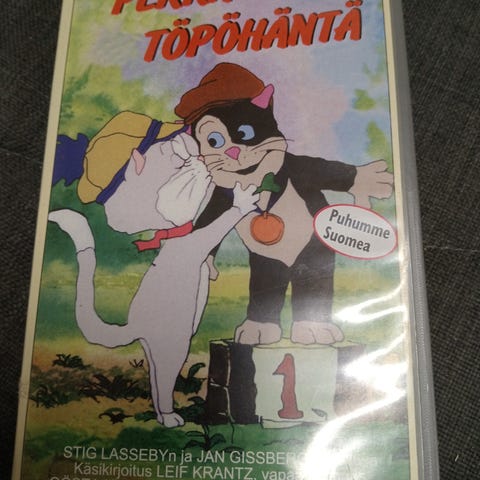 TÖPÖHÄNTÄ
Puhumme
Suomea
1
STIG LASSEBYn ja JAN GISSBERG
Käsikirjoitus LEIF KRANTZ,